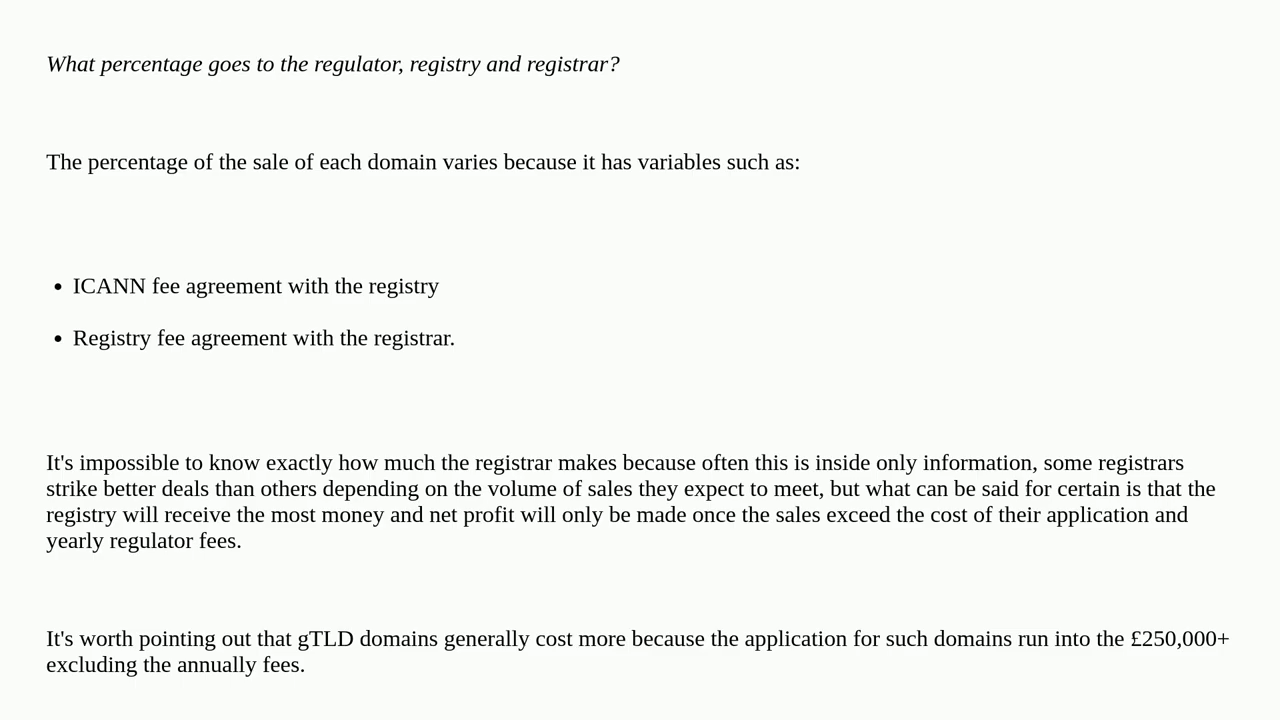 What percentage goes to the regulator, registry and registrar?
The percentage of the sale of each domain varies because it has variables such as:
• ICANN fee agreement with the registry
• Registry fee agreement with the registrar.
It's impossible to know exactly how much the registrar makes because often this is inside only information, some registrars
strike better deals than others depending on the volume of sales they expect to meet, but what can be said for certain is that the
registry will receive the most money and net profit will only be made once the sales exceed the cost of their application and
yearly regulator fees.
It's worth pointing out that gTLD domains generally cost more because the application for such domains run into the £250,000+
excluding the annually fees.